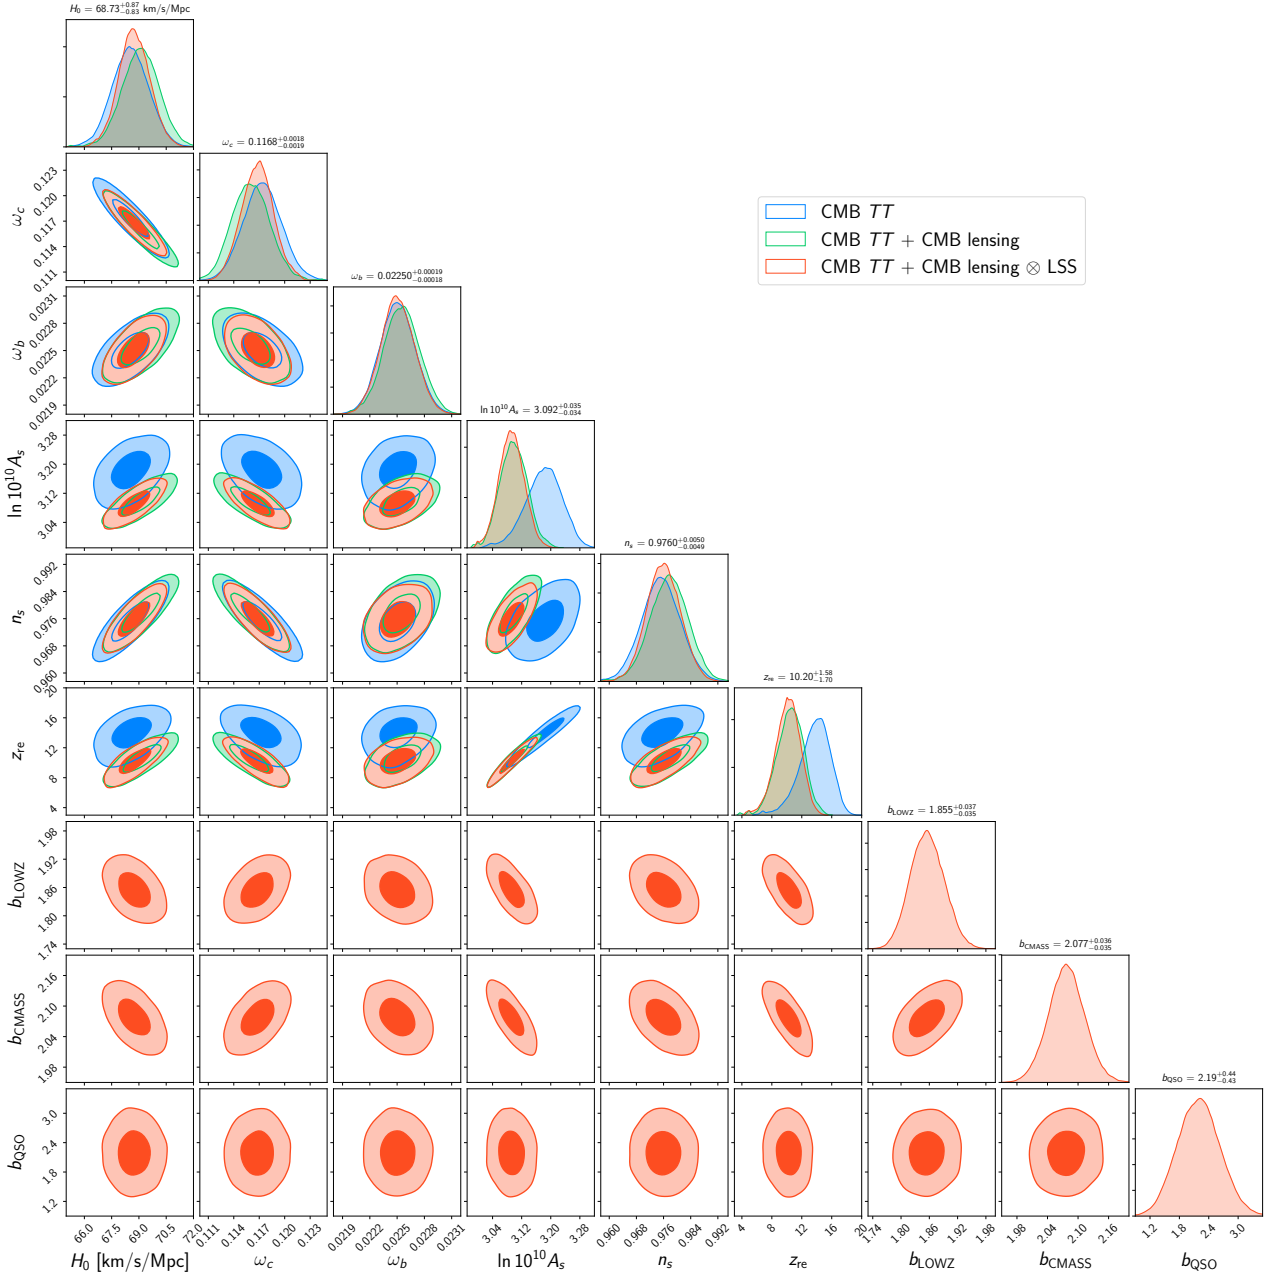 H₀ = 68.73 +0.87 −0.83 km/s/Mpc
ω_c = 0.1168 +0.0018 −0.0019
0.123
0.120
0.117
0.114
0.111
ω_c
CMB TT
CMB TT + CMB lensing
CMB TT + CMB lensing ⊗ LSS
ω_b = 0.02250 +0.00019 −0.00018
0.0231
0.0228
0.0225
0.0222
0.0219
ω_b
ln 10¹⁰A_s = 3.092 +0.035 −0.034
3.28
3.20
3.12
3.04
ln 10¹⁰A_s
n_s = 0.9760 +0.0050 −0.0049
0.992
0.984
0.976
0.968
0.960
n_s
z_re = 10.20 +1.58 −1.70
20
16
12
8
4
z_re
b_LOWZ = 1.855 +0.037 −0.035
1.98
1.92
1.86
1.80
1.74
b_LOWZ
b_CMASS = 2.077 +0.036 −0.035
2.16
2.10
2.04
1.98
b_CMASS
b_QSO = 2.19 +0.44 −0.43
3.0
2.4
1.8
1.2
b_QSO
66.0 67.5 69.0 70.5 72.0
0.111 0.114 0.117 0.120 0.123
0.0219 0.0222 0.0225 0.0228 0.0231
3.04 3.12 3.20 3.28
0.960 0.968 0.976 0.984 0.992
4 8 12 16 20
1.74 1.80 1.86 1.92 1.98
1.98 2.04 2.10 2.16
1.2 1.8 2.4 3.0
H₀ [km/s/Mpc] ω_c ω_b ln 10¹⁰A_s n_s z_re b_LOWZ b_CMASS b_QSO